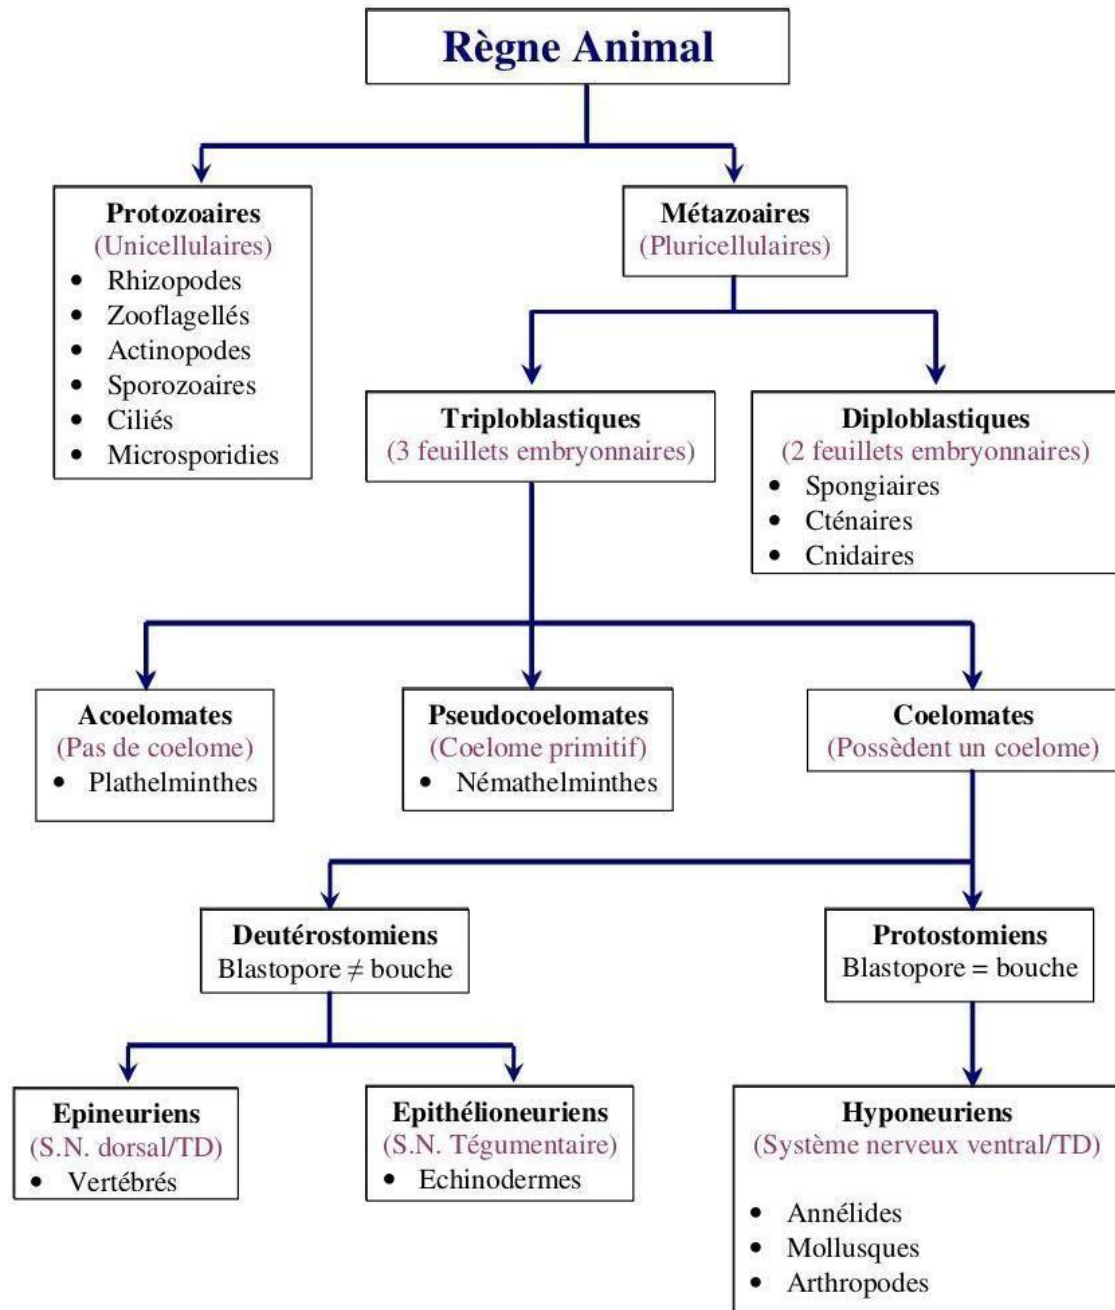 Règne Animal
Protozoaires
(Unicellulaires)
• Rhizopodes
• Zooflagellés
• Actinopodes
• Sporozoaires
• Ciliés
• Microsporidies
Métazoaires
(Pluricellulaires)
Triploblastiques
(3 feuillets embryonnaires)
Diploblastiques
(2 feuillets embryonnaires)
• Spongiaires
• Cténaires
• Cnidaires
Acoelomates
(Pas de coelome)
• Plathelminthes
Pseudocoelomates
(Coelome primitif)
• Némathelminthes
Coelomates
(Possèdent un coelome)
Deutérostomiens
Blastopore ≠ bouche
Protostomiens
Blastopore = bouche
Epineuriens
(S.N. dorsal/TD)
• Vertébrés
Epithélioneuriens
(S.N. Tégumentaire)
• Echinodermes
Hyponeuriens
(Système nerveux ventral/TD)
• Annélides
• Mollusques
• Arthropodes